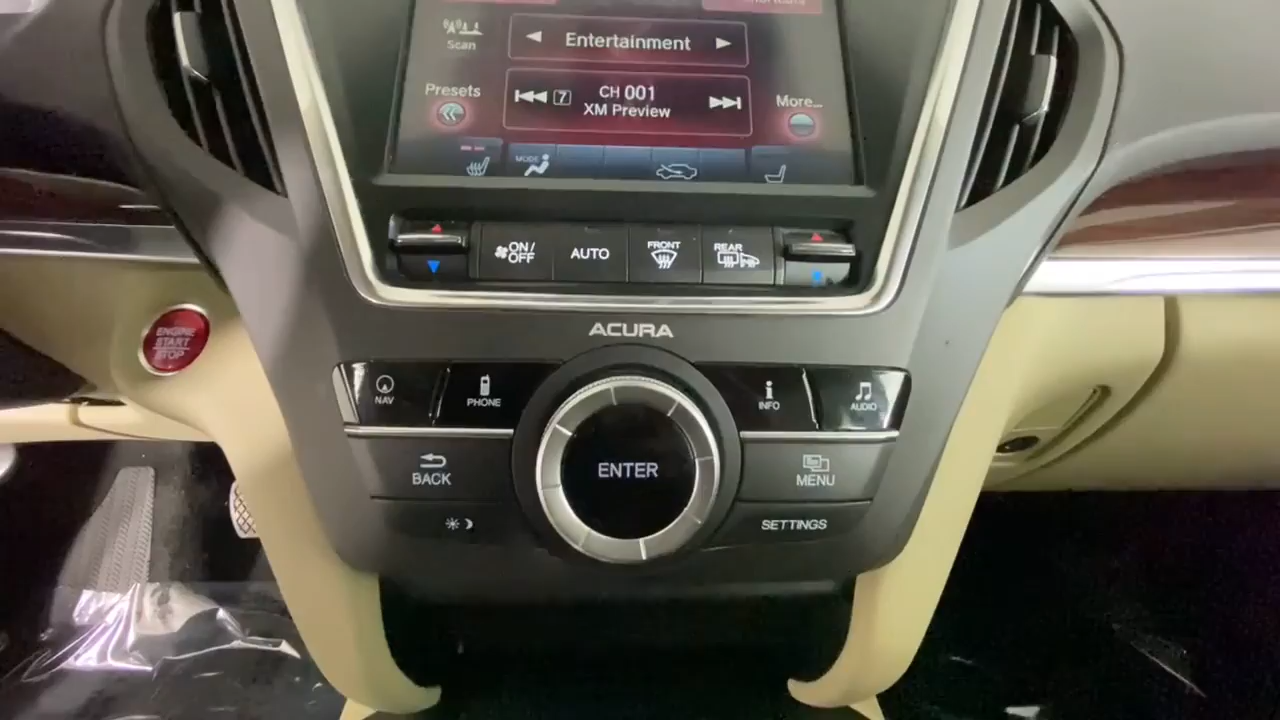 Scan
Entertainment
Presets
7
CH 001
XM Preview
More...
MODE
ON/
OFF
AUTO
FRONT
REAR
ACURA
ENGINE
START
STOP
NAV
PHONE
INFO
AUDIO
BACK
ENTER
MENU
SETTINGS